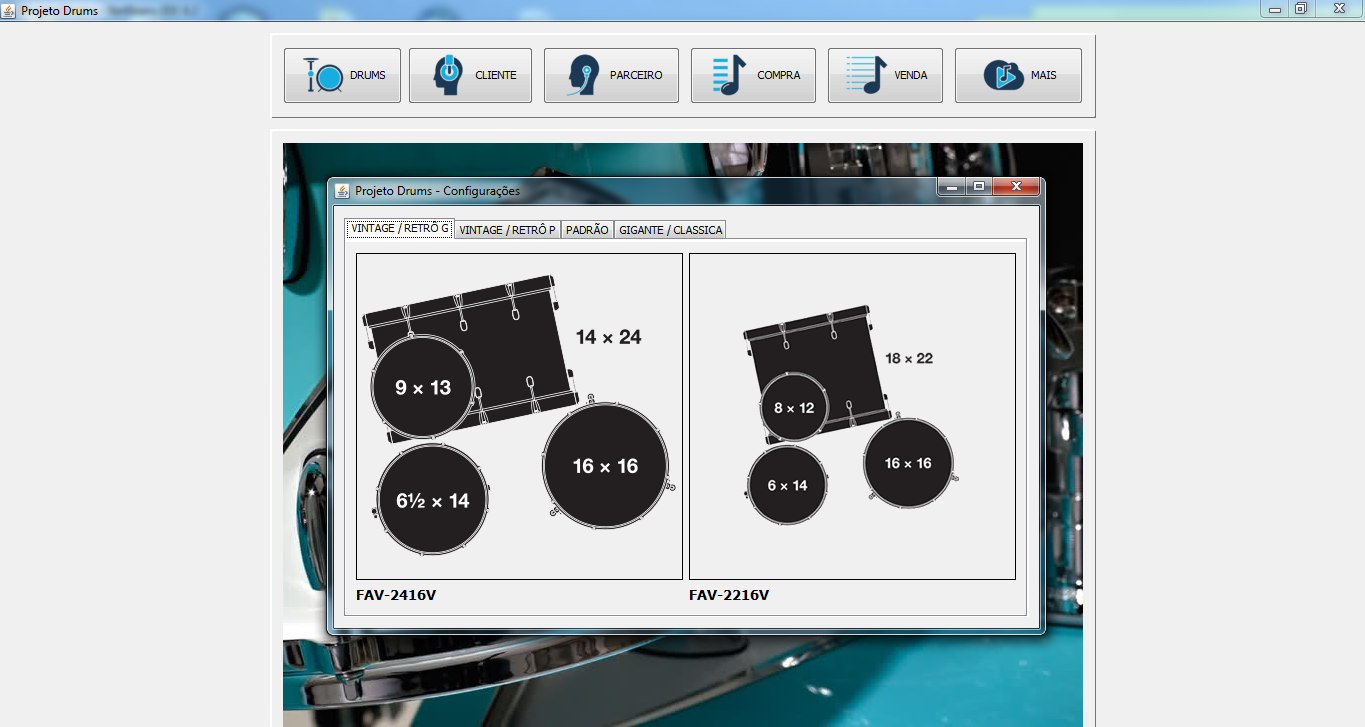 Projeto Drums
DRUMS
CLIENTE
PARCEIRO
COMPRA
VENDA
MAIS
Projeto Drums - Configurações
VINTAGE / RETRÔ G
VINTAGE / RETRÔ P
PADRÃO
GIGANTE / CLASSICA
14 × 24
9 × 13
16 × 16
6½ × 14
FAV-2416V
18 × 22
8 × 12
16 × 16
6 × 14
FAV-2216V